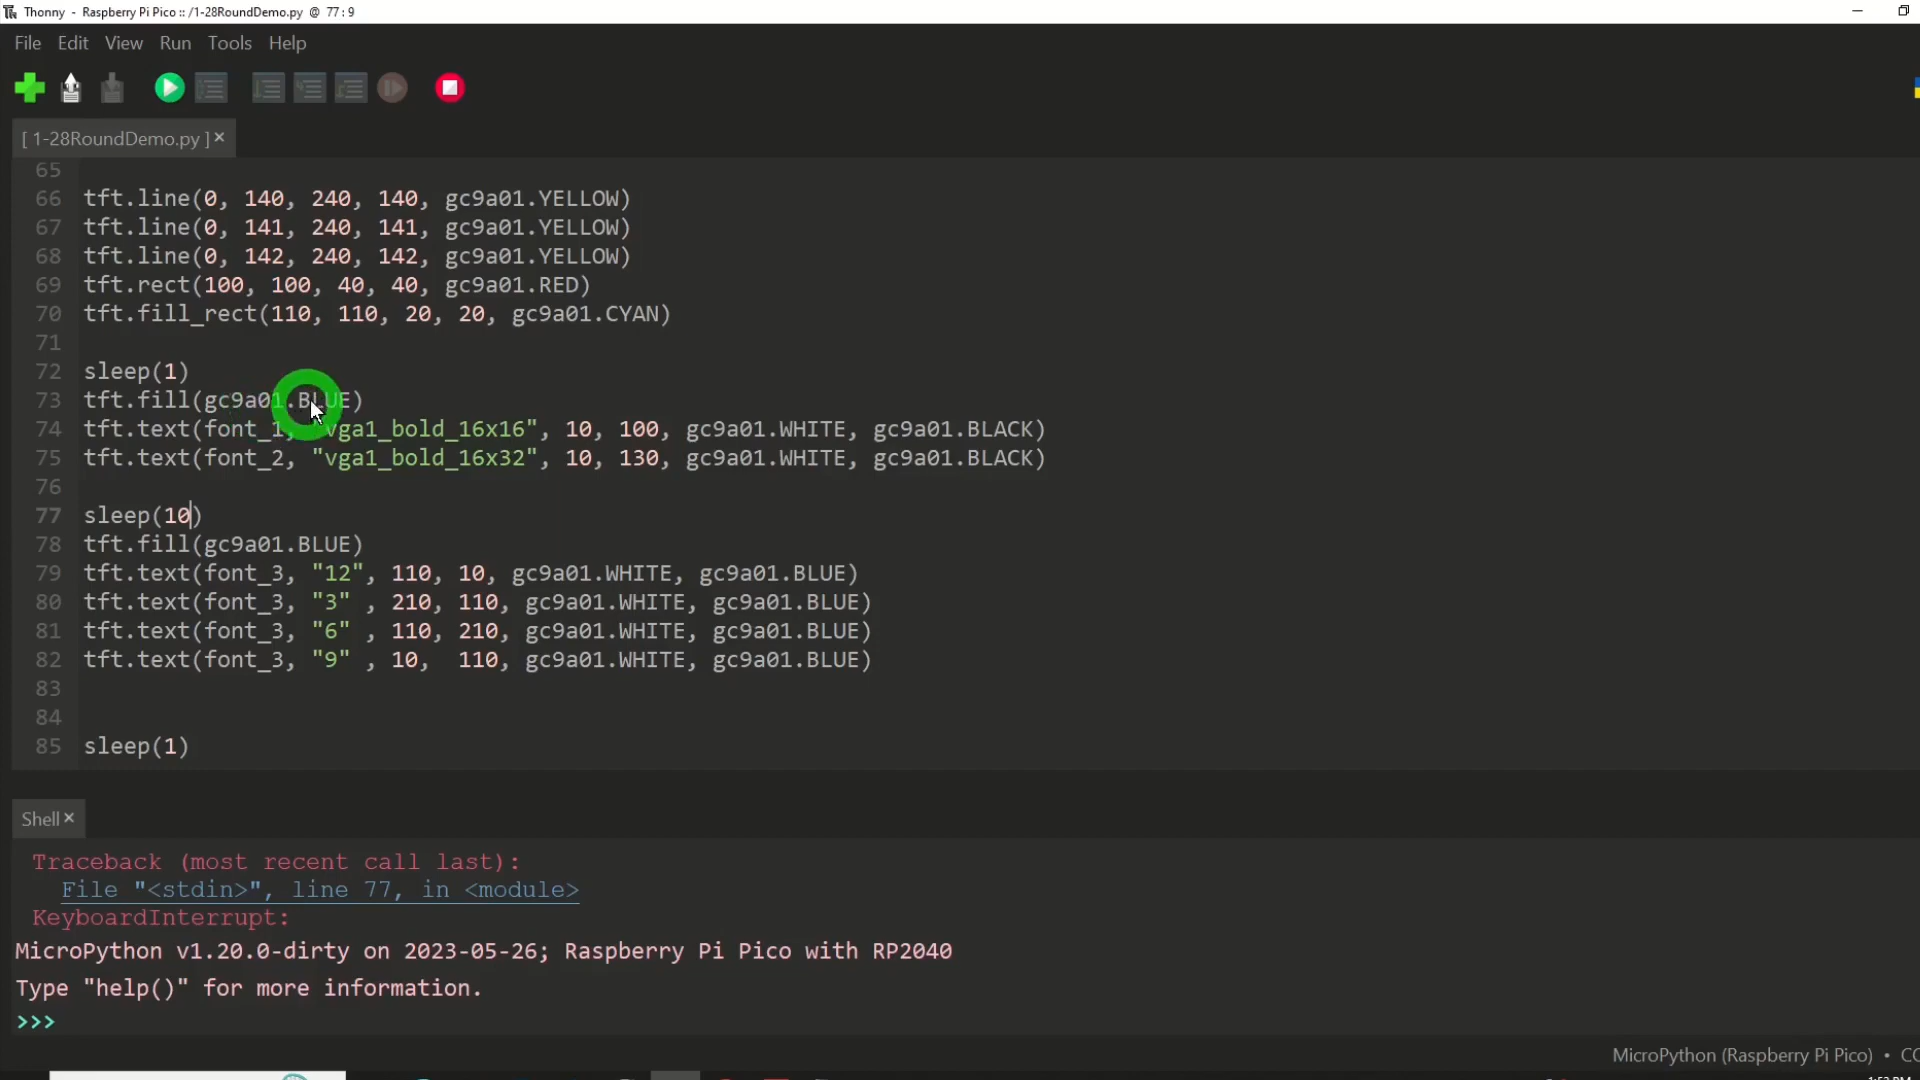 Thonny - Raspberry Pi Pico :: /1-28RoundDemo.py @ 77 : 9
File Edit View Run Tools Help
[ 1-28RoundDemo.py ] ×
65
66 tft.line(0, 140, 240, 140, gc9a01.YELLOW)
67 tft.line(0, 141, 240, 141, gc9a01.YELLOW)
68 tft.line(0, 142, 240, 142, gc9a01.YELLOW)
69 tft.rect(100, 100, 40, 40, gc9a01.RED)
70 tft.fill_rect(110, 110, 20, 20, gc9a01.CYAN)
71
72 sleep(1)
73 tft.fill(gc9a01.BLUE)
74 tft.text(font_1, "vga1_bold_16x16", 10, 100, gc9a01.WHITE, gc9a01.BLACK)
75 tft.text(font_2, "vga1_bold_16x32", 10, 130, gc9a01.WHITE, gc9a01.BLACK)
76
77 sleep(10)
78 tft.fill(gc9a01.BLUE)
79 tft.text(font_3, "12", 110, 10, gc9a01.WHITE, gc9a01.BLUE)
80 tft.text(font_3, "3" , 210, 110, gc9a01.WHITE, gc9a01.BLUE)
81 tft.text(font_3, "6" , 110, 210, gc9a01.WHITE, gc9a01.BLUE)
82 tft.text(font_3, "9" , 10,  110, gc9a01.WHITE, gc9a01.BLUE)
83
84
85 sleep(1)
Shell ×
Traceback (most recent call last):
File "<stdin>", line 77, in <module>
KeyboardInterrupt:
MicroPython v1.20.0-dirty on 2023-05-26; Raspberry Pi Pico with RP2040
Type "help()" for more information.
>>>
MicroPython (Raspberry Pi Pico) • CO